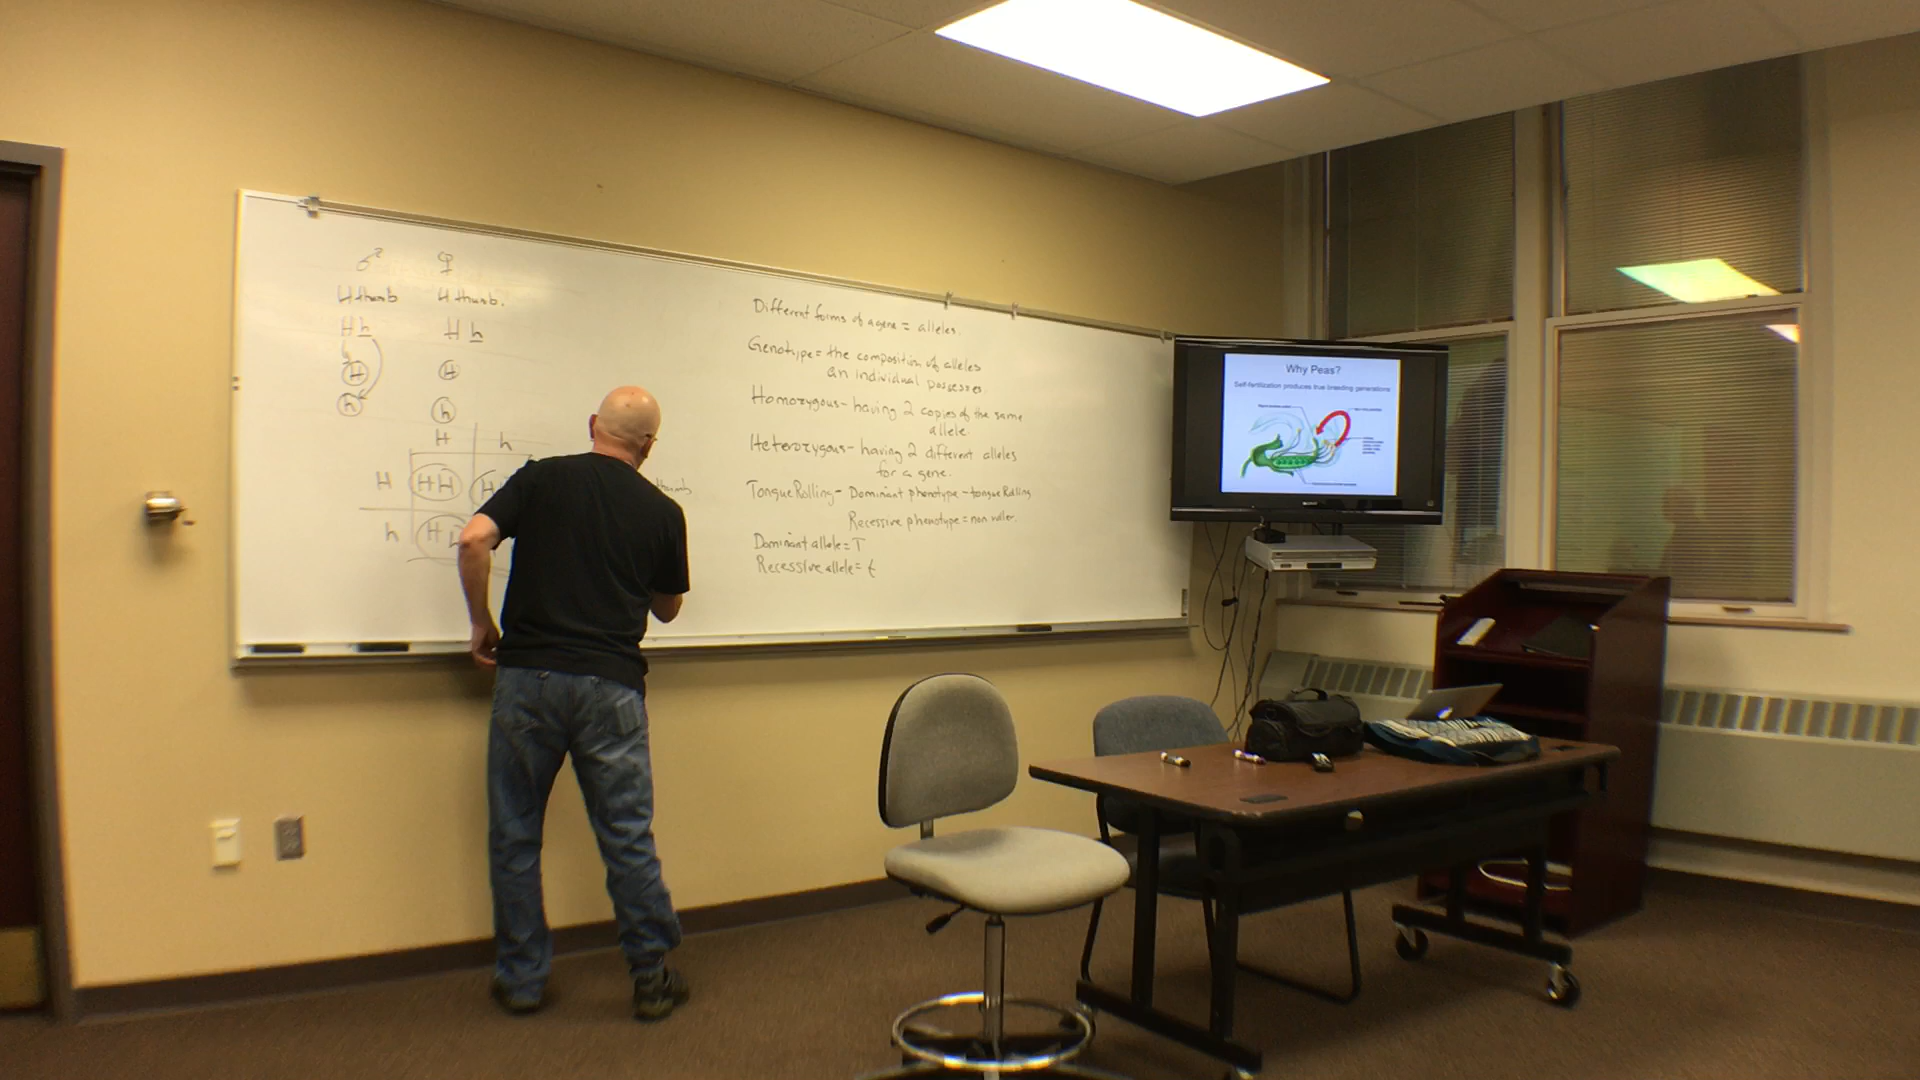 ♂ ♀
H thumb H thumb.
H h H h
H H
h h
H h
H HH H
h H
thumb
Different forms of a gene = alleles.
Genotype = the composition of alleles
an individual possesses.
Homozygous - having 2 copies of the same
allele.
Heterozygous - having 2 different alleles
for a gene.
Tongue Rolling - Dominant phenotype - tongue Rolling
Recessive phenotype = non roller.
Dominant allele = T
Recessive allele = t
Why Peas?
Self-fertilization produces true breeding generations